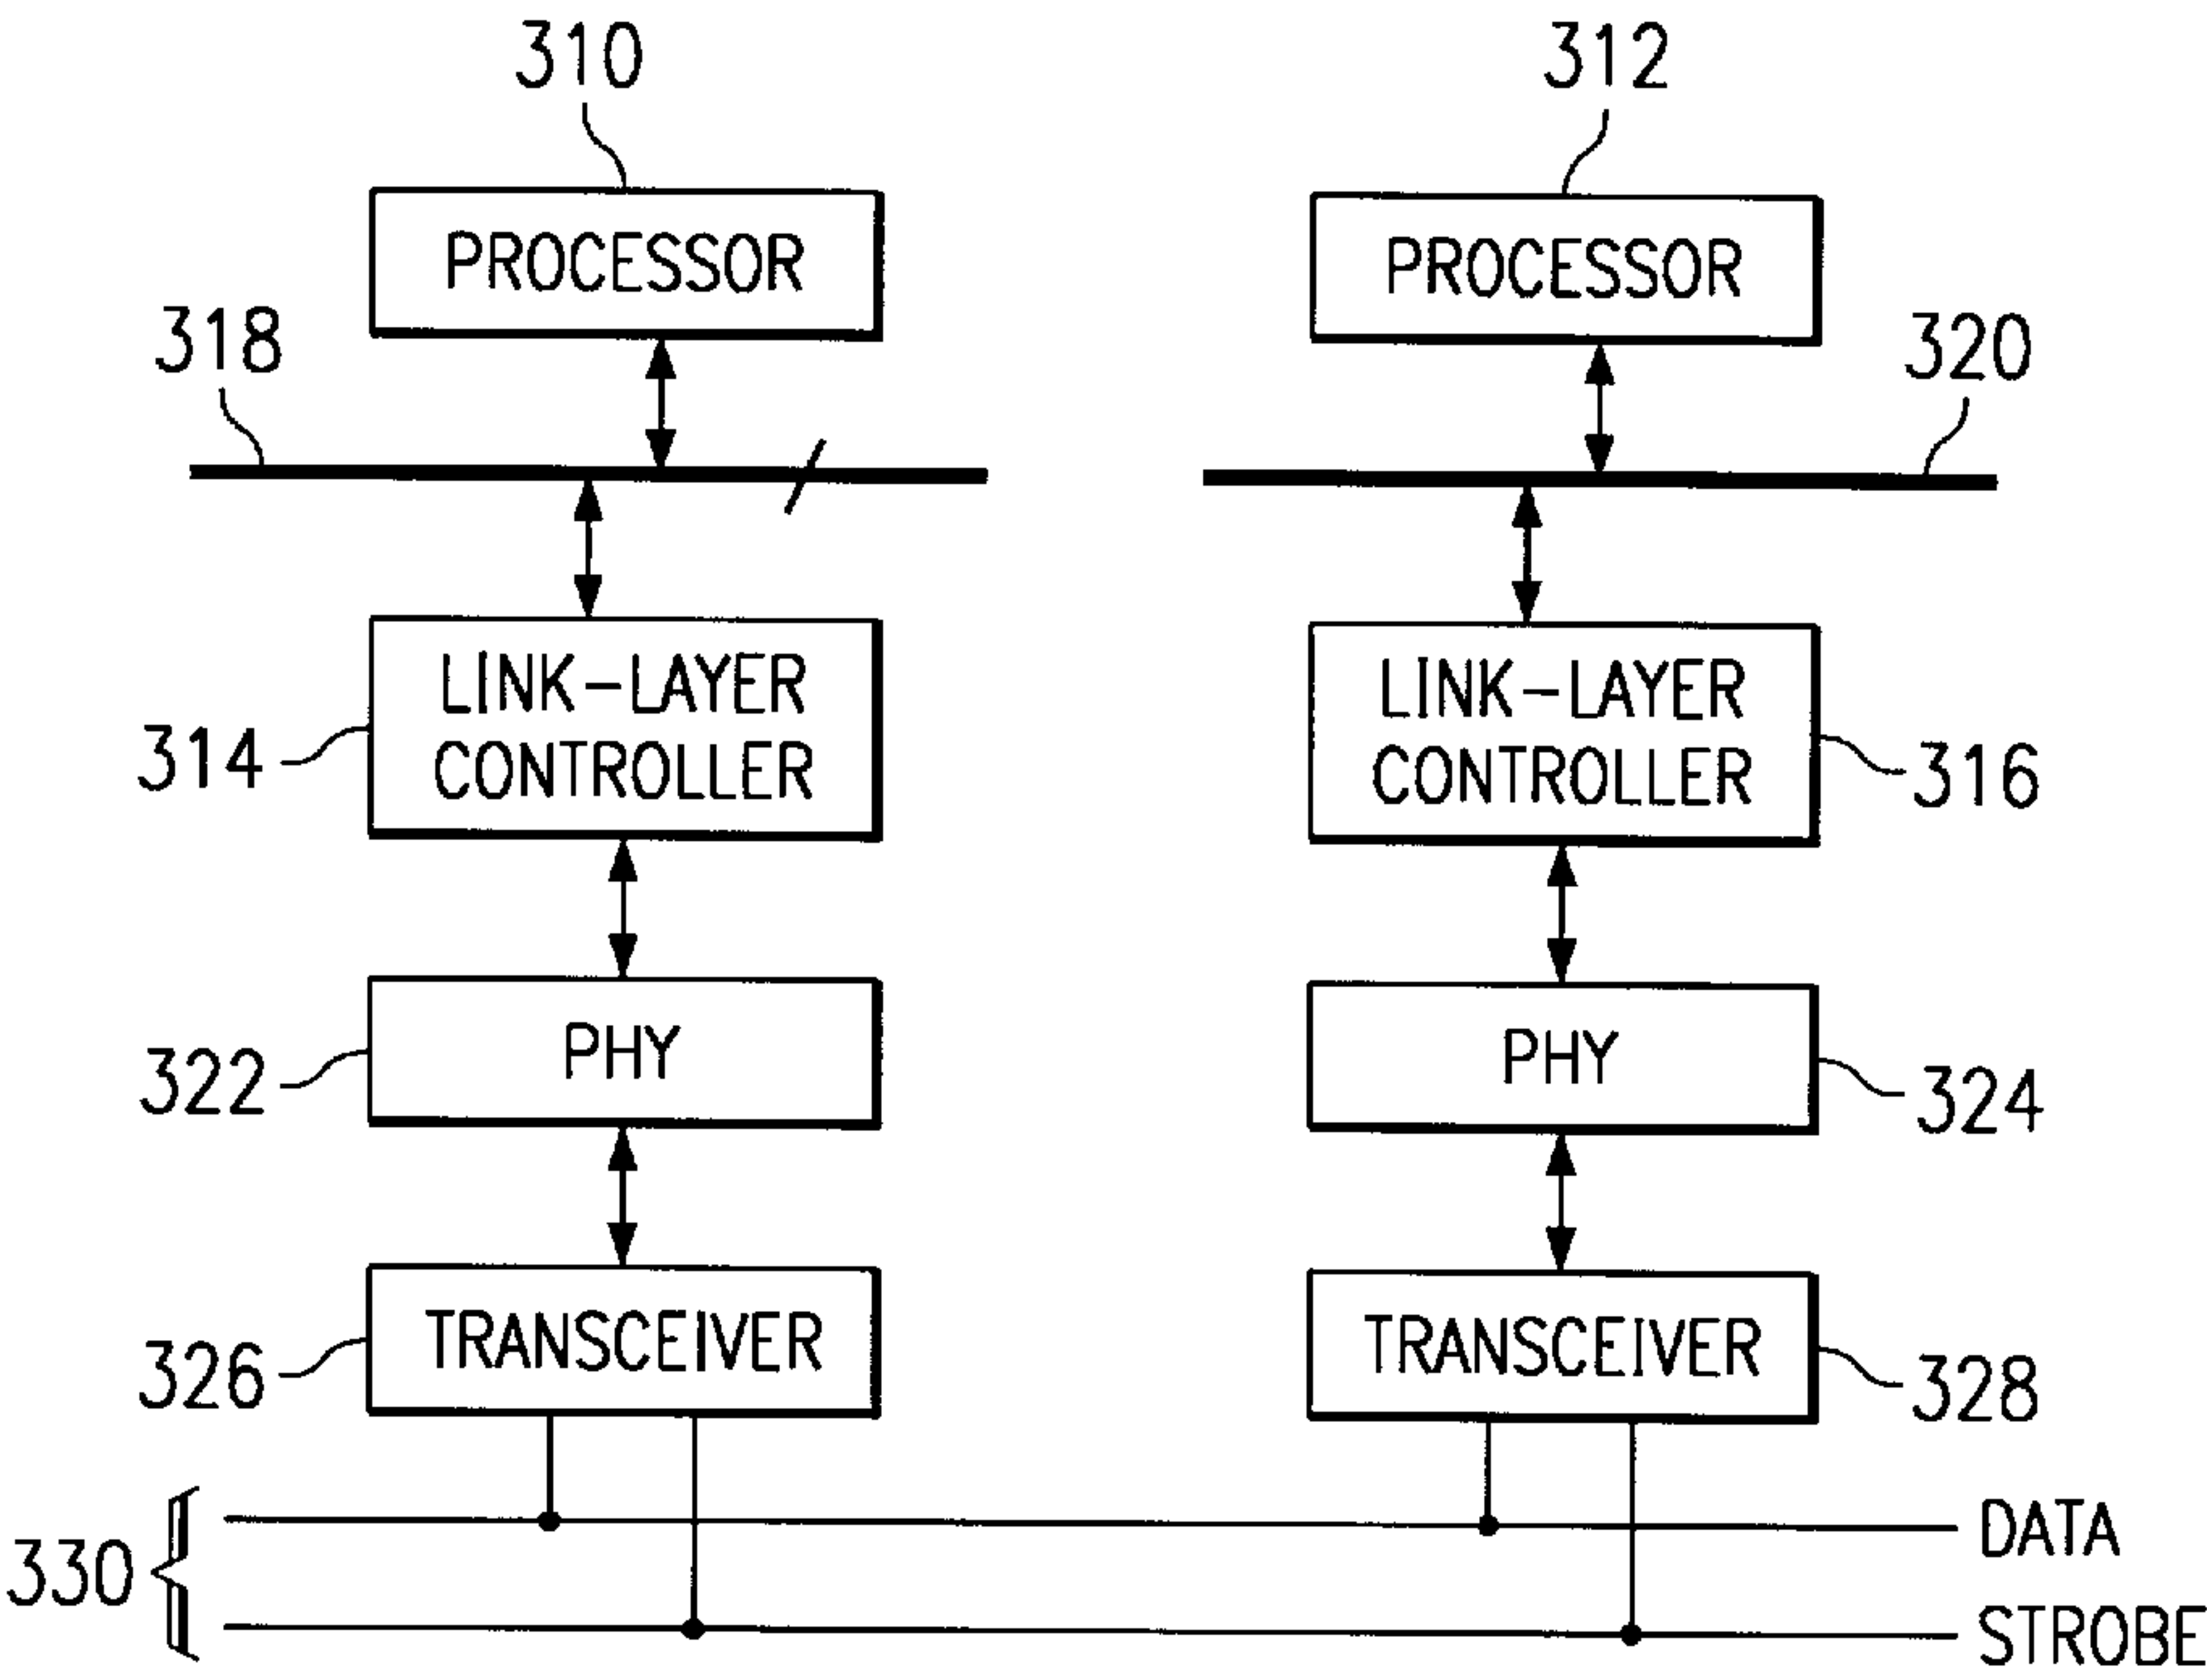 310
312
PROCESSOR
PROCESSOR
318
320
LINK-LAYER
CONTROLLER
LINK-LAYER
CONTROLLER
314
316
PHY
PHY
322
324
TRANSCEIVER
TRANSCEIVER
326
328
330
DATA
STROBE